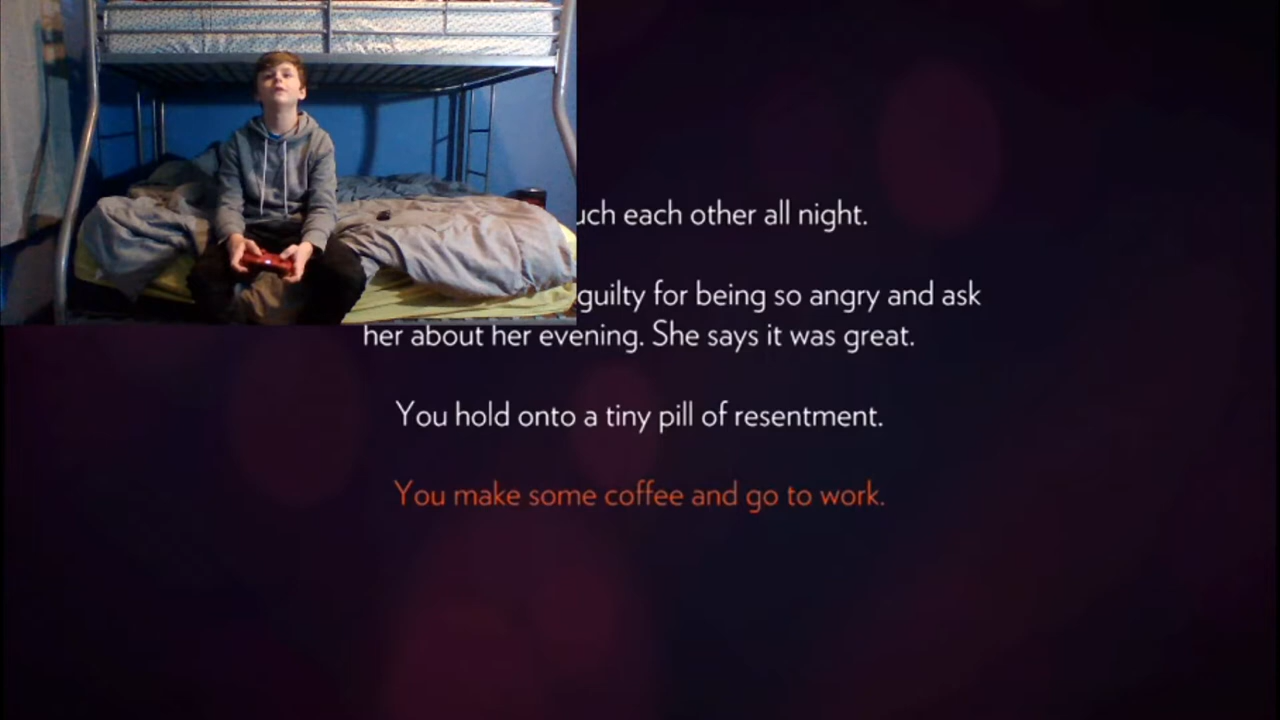 each other all night.
guilty for being so angry and ask
her about her evening. She says it was great.
You hold onto a tiny pill of resentment.
You make some coffee and go to work.